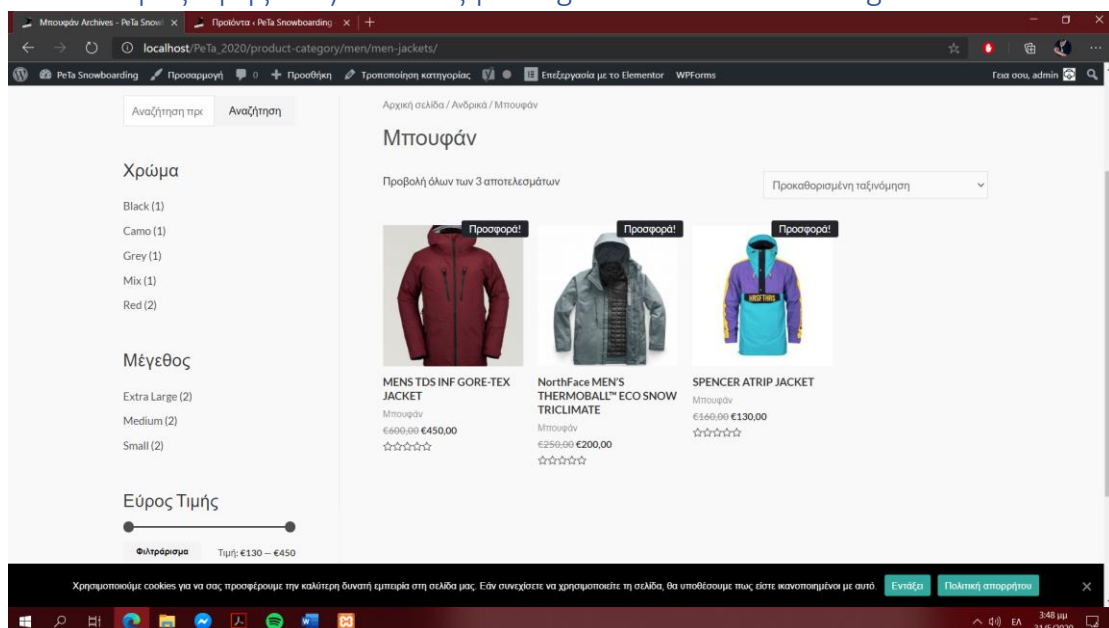 Μπουφάν Archives - PeTa Snow
Προϊόντα ‹ PeTa Snowboarding
localhost/PeTa_2020/product-category/men/men-jackets/
PeTa Snowboarding Προσαρμογή 0 Προσθήκη Τροποποίηση κατηγορίας Επεξεργασία με το Elementor WPForms Γεια σου, admin
Αναζήτηση προ Αναζήτηση
Αρχική σελίδα / Ανδρικά / Μπουφάν
Μπουφάν
Προβολή όλων των 3 αποτελεσμάτων
Προκαθορισμένη ταξινόμηση
Χρώμα
Black (1)
Camo (1)
Grey (1)
Mix (1)
Red (2)
Μέγεθος
Extra Large (2)
Medium (2)
Small (2)
Εύρος Τιμής
Φιλτράρισμα Τιμή: €130 — €450
Προσφορά!
MENS TDS INF GORE-TEX
JACKET
Μπουφάν
€600,00 €450,00
Προσφορά!
NorthFace MEN'S
THERMOBALL™ ECO SNOW
TRICLIMATE
Μπουφάν
€250,00 €200,00
Προσφορά!
SPENCER ATRIP JACKET
Μπουφάν
€160,00 €130,00
Χρησιμοποιούμε cookies για να σας προσφέρουμε την καλύτερη δυνατή εμπειρία στη σελίδα μας. Εάν συνεχίσετε να χρησιμοποιείτε τη σελίδα, θα υποθέσουμε πως είστε ικανοποιημένοι με αυτό. Εντάξει Πολιτική απορρήτου
ΕΛ 3:48 μμ
31/5/2020